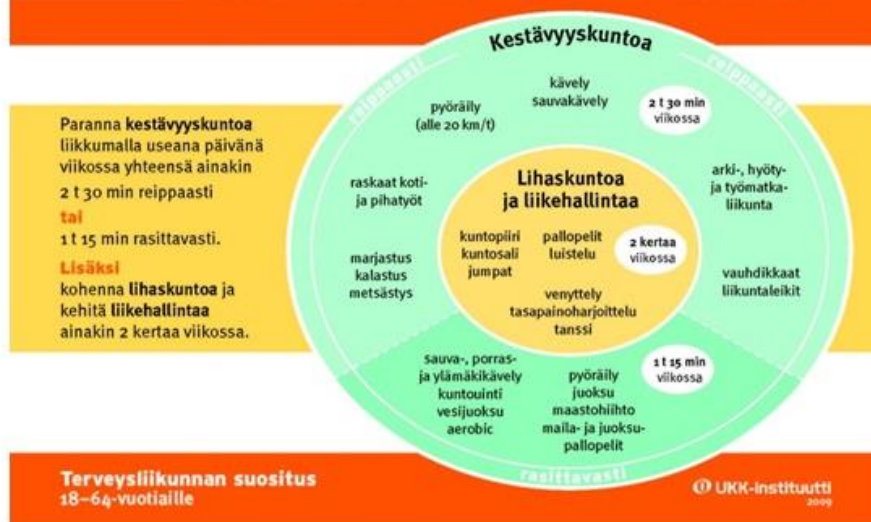 Kestävyyskuntoa
reippaasti
reippaasti
kävely
sauvakävely
pyöräily
(alle 20 km/t)
2 t 30 min
viikossa
Paranna kestävyyskuntoa
liikkumalla useana päivänä
viikossa yhteensä ainakin
2 t 30 min reippaasti
tai
1 t 15 min rasittavasti.
Lisäksi
kohenna lihaskuntoa ja
kehitä liikehallintaa
ainakin 2 kertaa viikossa.
raskaat koti-
ja pihatyöt
marjastus
kalastus
metsästys
Lihaskuntoa
ja liikehallintaa
kuntopiiri
kuntosali
jumpat
pallopelit
luistelu
2 kertaa
viikossa
venyttely
tasapainoharjoittelu
tanssi
arki-, hyöty-
ja työmatka-
liikunta
vauhdikkaat
liikuntaleikit
sauva-, porras-
ja ylämäkikävely
kuntouinti
vesijuoksu
aerobic
pyöräily
juoksu
maastohiihto
maila- ja juoksu-
pallopelit
1 t 15 min
viikossa
rasittavasti
Terveysliikunnan suositus
18–64-vuotiaille
UKK-instituutti
2009